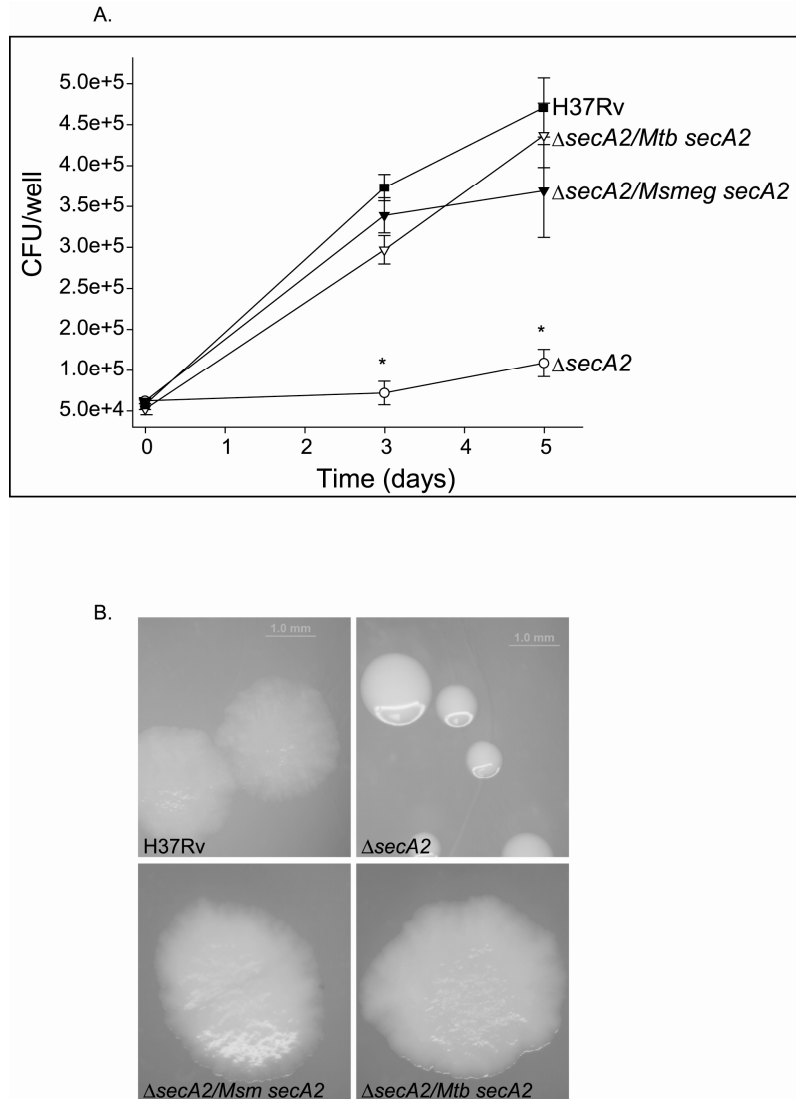 A.
5.0e+5
4.5e+5
4.0e+5
3.5e+5
3.0e+5
2.5e+5
2.0e+5
1.0e+5
5.0e+4
CFU/well
H37Rv
ΔsecA2/Mtb secA2
ΔsecA2/Msmeg secA2
*
*
ΔsecA2
0 1 2 3 4 5
Time (days)
B.
1.0 mm
1.0 mm
H37Rv
ΔsecA2
ΔsecA2/Msm secA2
ΔsecA2/Mtb secA2